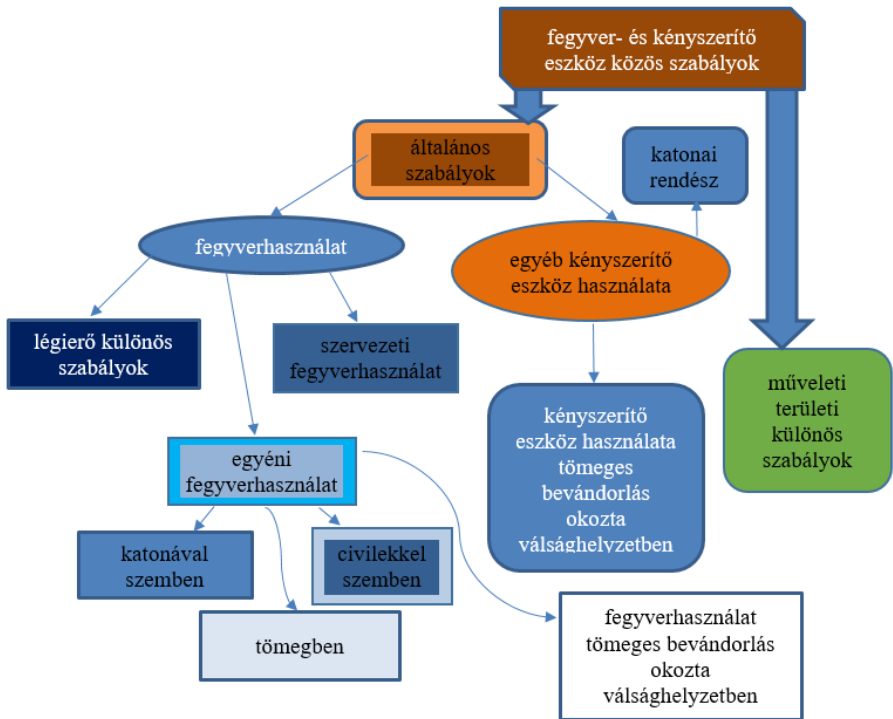 fegyver- és kényszerítő
eszköz közös szabályok
általános
szabályok
katonai
rendész
fegyverhasználat
egyéb kényszerítő
eszköz használata
légierő különös
szabályok
szervezeti
fegyverhasználat
műveleti
területi
különös
szabályok
kényszerítő
eszköz használata
tömeges
bevándorlás
okozta
válsághelyzetben
egyéni
fegyverhasználat
katonával
szemben
civilekkel
szemben
tömegben
fegyverhasználat
tömeges bevándorlás
okozta
válsághelyzetben